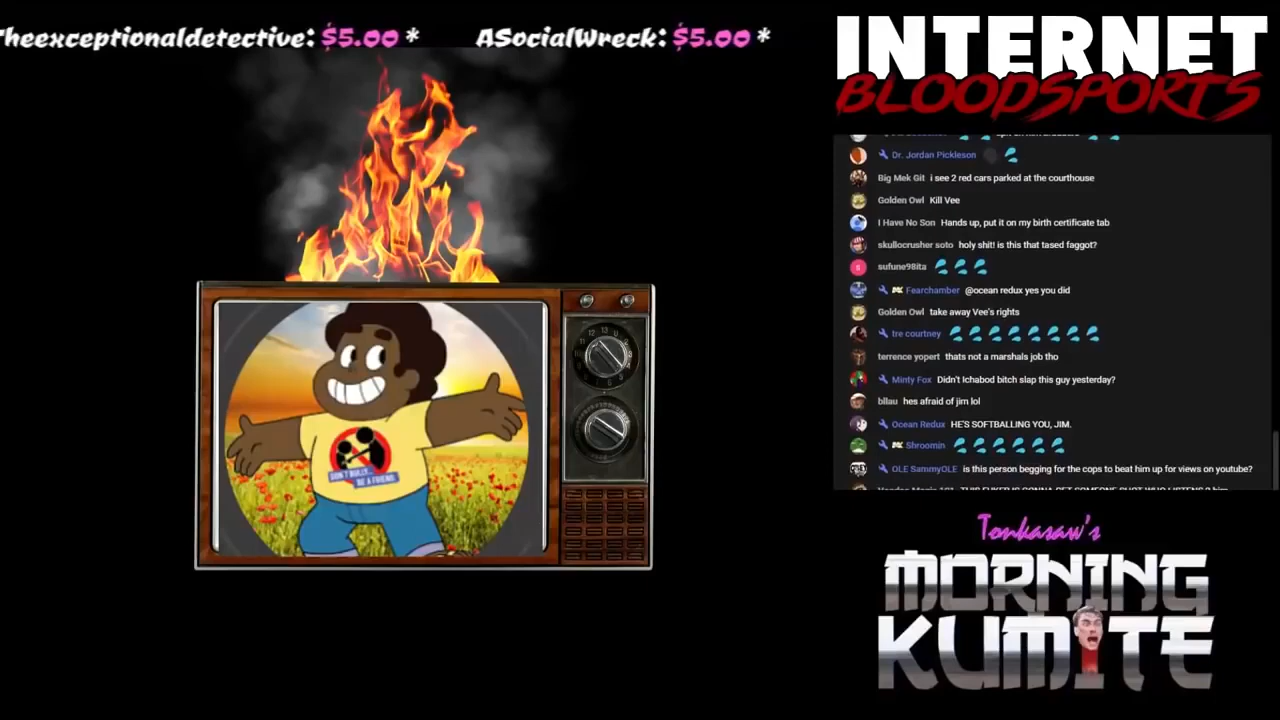 Theexceptionaldetective: $5.00 * ASocialWreck: $5.00 *
INTERNET
BLOODSPORTS
Dr. Jordan Pickleson
Big Mek Git i see 2 red cars parked at the courthouse
Golden Owl Kill Vee
I Have No Son Hands up, put it on my birth certificate tab
skullocrusher soto holy shit! is this that tased faggot?
S sufune98ita
Fearchamber @ocean redux yes you did
Golden Owl take away Vee's rights
tre courtney
terrence yopert thats not a marshals job tho
Minty Fox Didn't Ichabod bitch slap this guy yesterday?
bllau hes afraid of jim lol
Ocean Redux HE'S SOFTBALLING YOU, JIM.
Shroomin
OLE SammyOLE is this person begging for the cops to beat him up for views on youtube?
DON'T BULLY...
BE A FRIEND
Tonkasaw's
MORNING
KUMITE